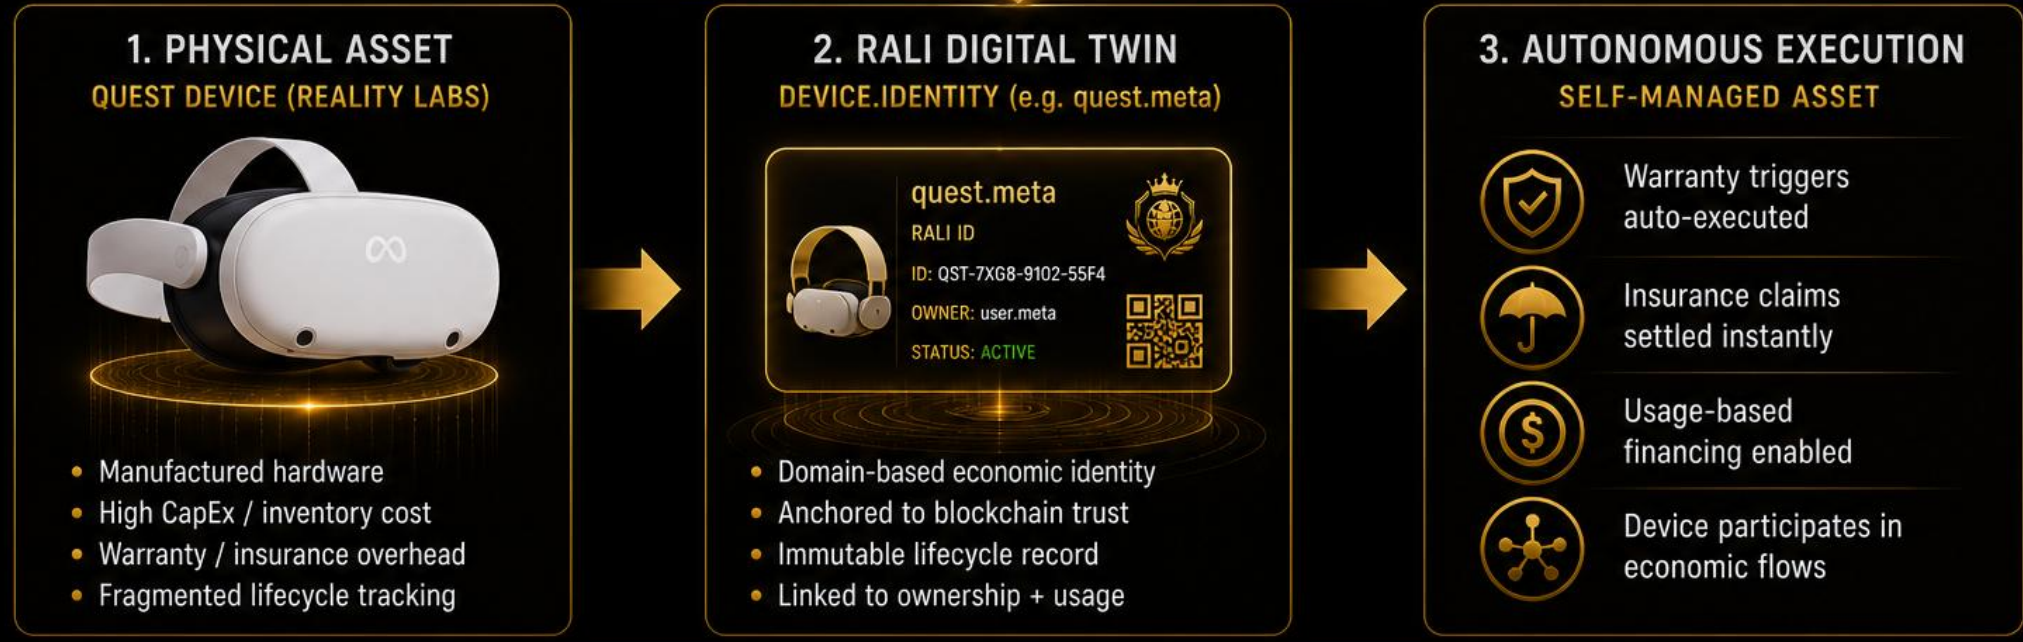 1. PHYSICAL ASSET
QUEST DEVICE (REALITY LABS)
• Manufactured hardware
• High CapEx / inventory cost
• Warranty / insurance overhead
• Fragmented lifecycle tracking
2. RALI DIGITAL TWIN
DEVICE.IDENTITY (e.g. quest.meta)
quest.meta
RALI ID
ID: QST-7XG8-9102-55F4
OWNER: user.meta
STATUS: ACTIVE
• Domain-based economic identity
• Anchored to blockchain trust
• Immutable lifecycle record
• Linked to ownership + usage
3. AUTONOMOUS EXECUTION
SELF-MANAGED ASSET
Warranty triggers
auto-executed
Insurance claims
settled instantly
$
Usage-based
financing enabled
Device participates in
economic flows